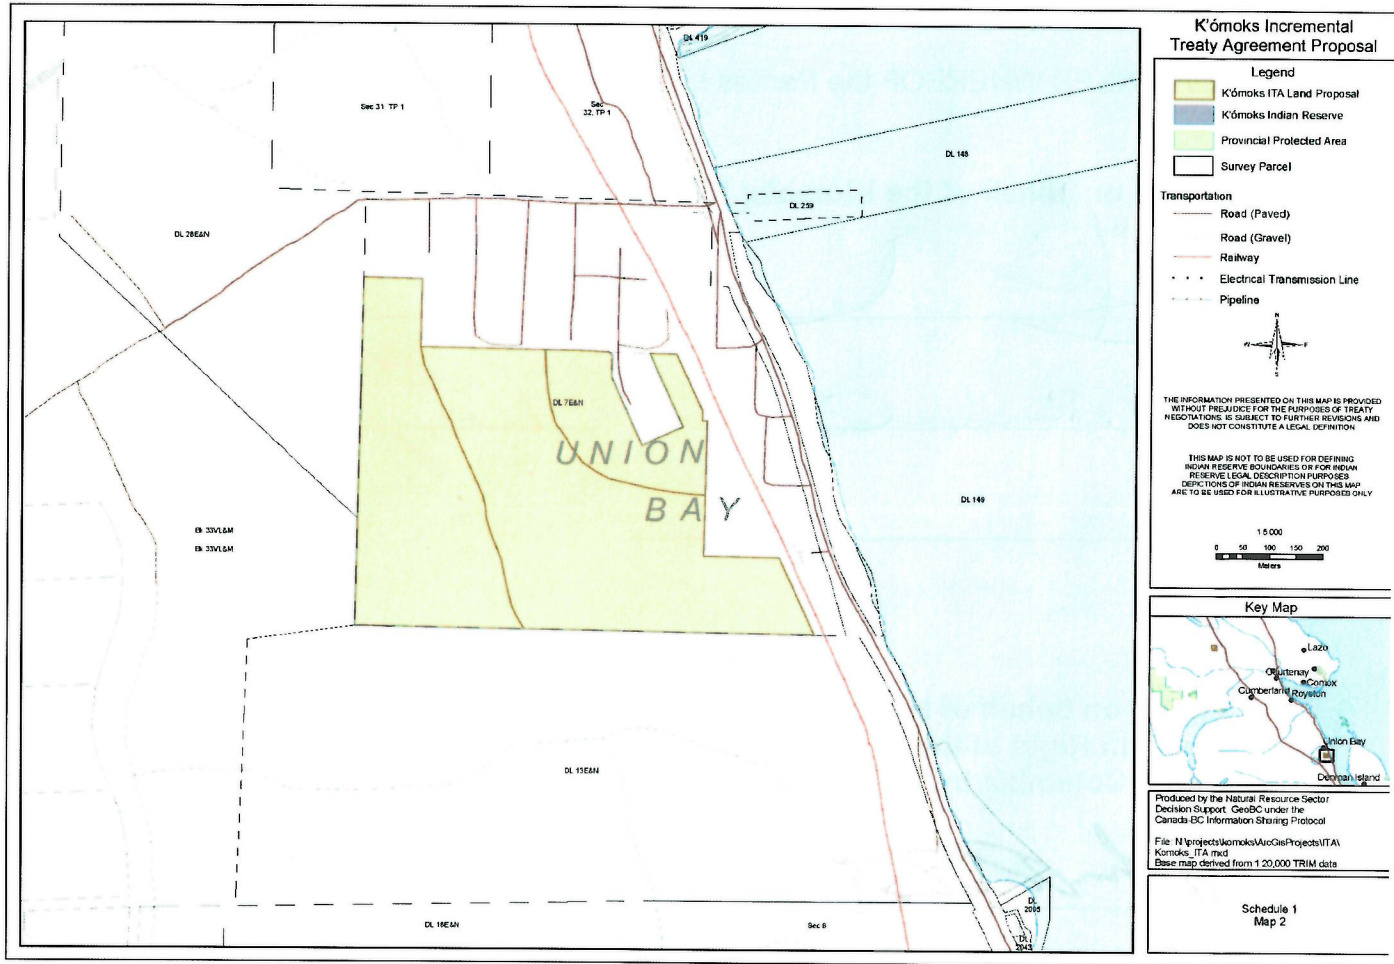 K'ómoks Incremental
Treaty Agreement Proposal
Legend
K'ómoks ITA Land Proposal
K'ómoks Indian Reserve
Provincial Protected Area
Survey Parcel
Transportation
Road (Paved)
Road (Gravel)
Railway
Electrical Transmission Line
Pipeline
N
W
E
S
THE INFORMATION PRESENTED ON THIS MAP IS PROVIDED
WITHOUT PREJUDICE FOR THE PURPOSES OF TREATY
NEGOTIATIONS, IS SUBJECT TO FURTHER REVISIONS AND
DOES NOT CONSTITUTE A LEGAL DEFINITION
THIS MAP IS NOT TO BE USED FOR DEFINING
INDIAN RESERVE BOUNDARIES OR FOR INDIAN
RESERVE LEGAL DESCRIPTION PURPOSES
DEPICTIONS OF INDIAN RESERVES ON THIS MAP
ARE TO BE USED FOR ILLUSTRATIVE PURPOSES ONLY
1:5 000
0 50 100 150 200
Meters
Key Map
Lazo
Courtenay
Comox
Cumberland
Royston
Union Bay
Denman Island
Produced by the Natural Resource Sector
Decision Support, GeoBC under the
Canada-BC Information Sharing Protocol
File: N:\projects\komoks\ArcGisProjects\ITA\
Komoks_ITA.mxd
Base map derived from 1:20,000 TRIM data
Schedule 1
Map 2
DL 419
Sec 31, TP 1
Sec
32, TP 1
DL 148
DL 259
DL 28E&N
DL 7E&N
UNION
BAY
DL 149
Blk 33VL&M
Blk 33VL&M
DL 13E&N
DL 16E&N
Sec 8
DL
2005
DL
2043